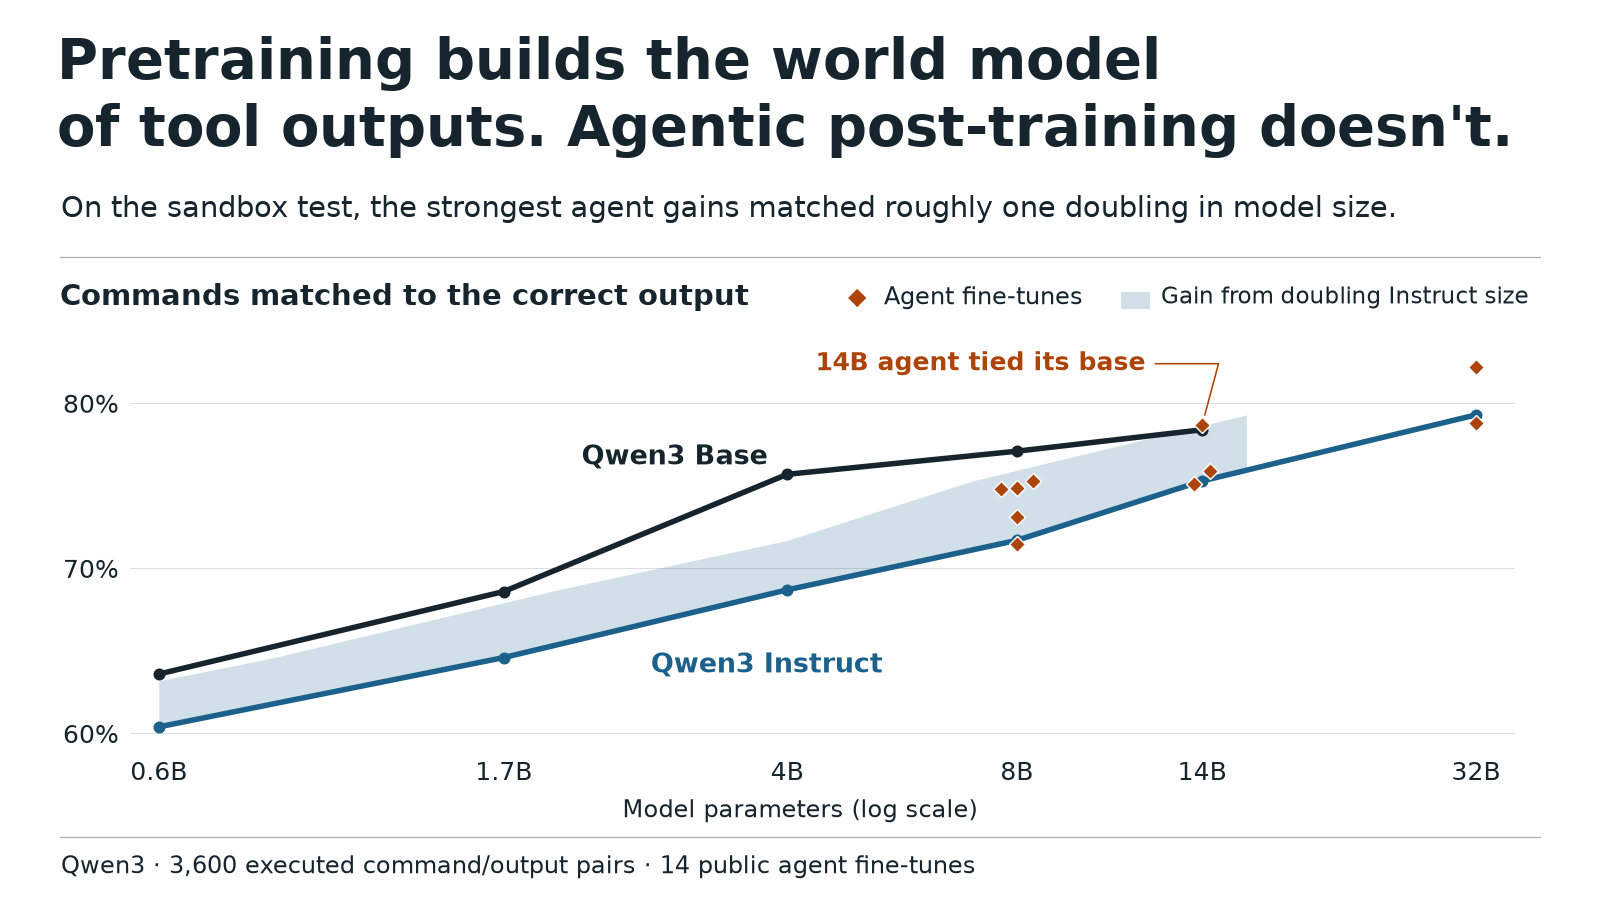 Pretraining builds the world model
of tool outputs. Agentic post-training doesn't.
On the sandbox test, the strongest agent gains matched roughly one doubling in model size.
Commands matched to the correct output
Agent fine-tunes
Gain from doubling Instruct size
14B agent tied its base
80%
Qwen3 Base
70%
Qwen3 Instruct
60%
0.6B 1.7B 4B 8B 14B 32B
Model parameters (log scale)
Qwen3 · 3,600 executed command/output pairs · 14 public agent fine-tunes